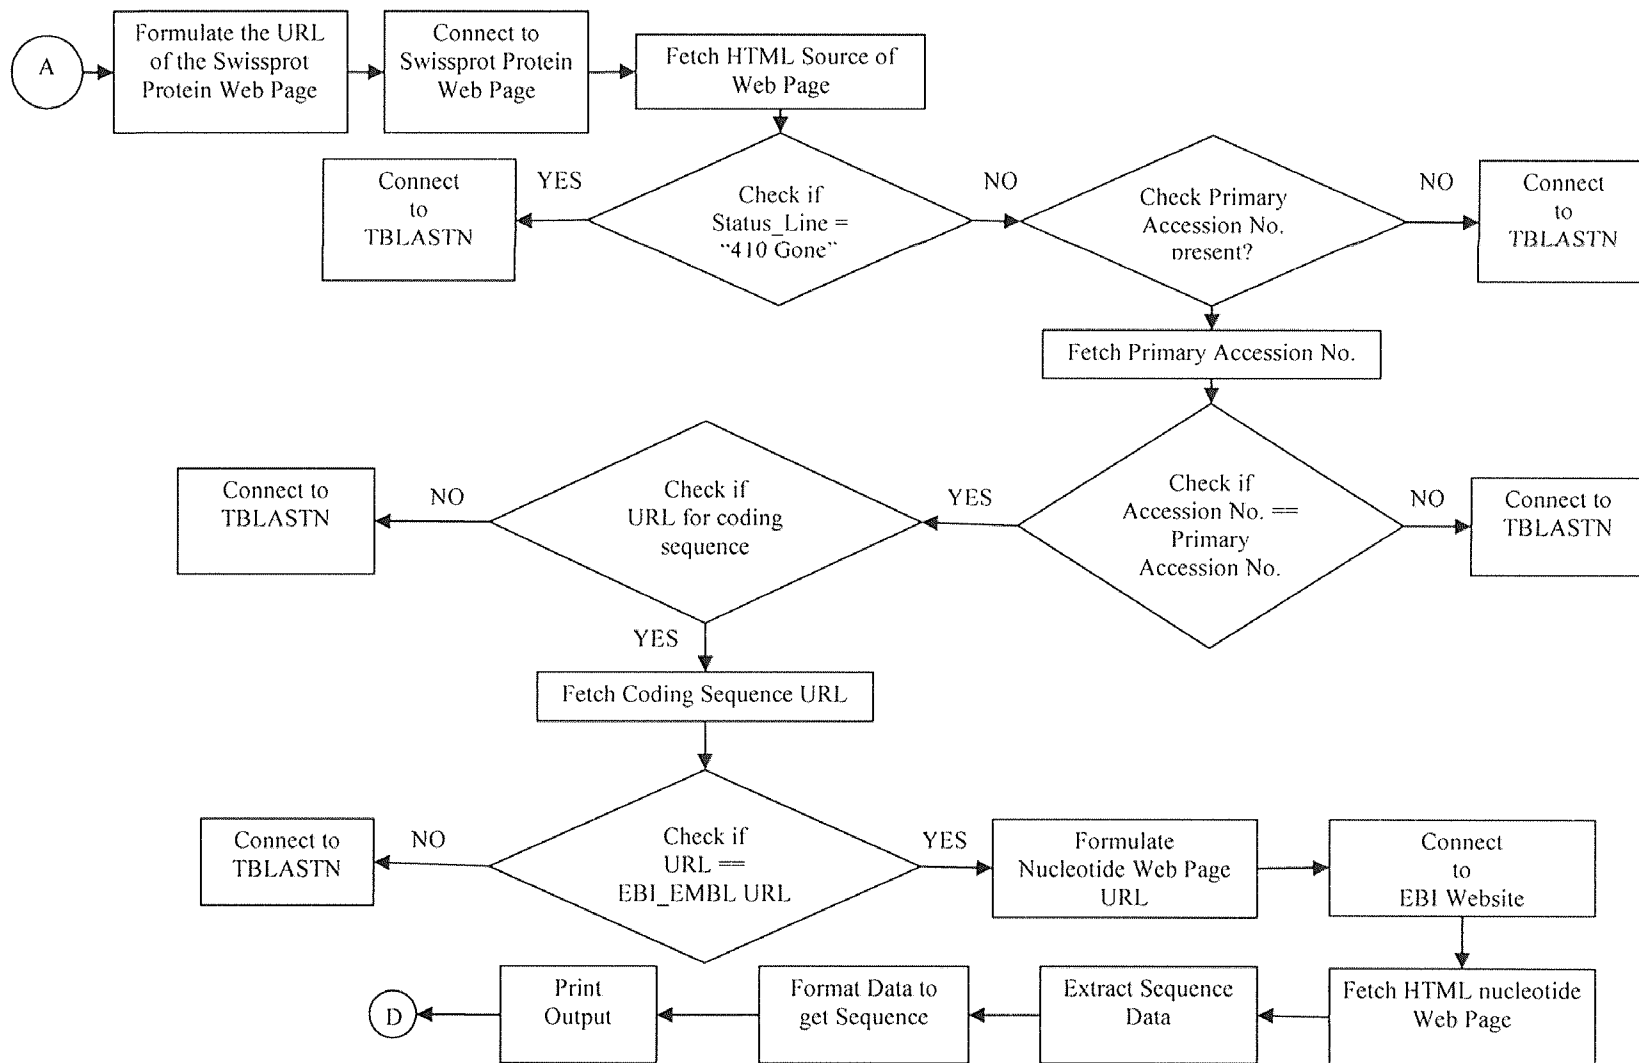 A
Formulate the URL
of the Swissprot
Protein Web Page
Connect to
Swissprot Protein
Web Page
Fetch HTML Source of
Web Page
Connect
to
TBLASTN
YES
Check if
Status_Line =
“410 Gone”
NO
Check Primary
Accession No.
present?
NO
Connect
to
TBLASTN
Fetch Primary Accession No.
Connect to
TBLASTN
NO
Check if
URL for coding
sequence
YES
Check if
Accession No. ==
Primary
Accession No.
NO
Connect to
TBLASTN
YES
Fetch Coding Sequence URL
Connect to
TBLASTN
NO
Check if
URL ==
EBI_EMBL URL
YES
Formulate
Nucleotide Web Page
URL
Connect
to
EBI Website
D
Print
Output
Format Data to
get Sequence
Extract Sequence
Data
Fetch HTML nucleotide
Web Page